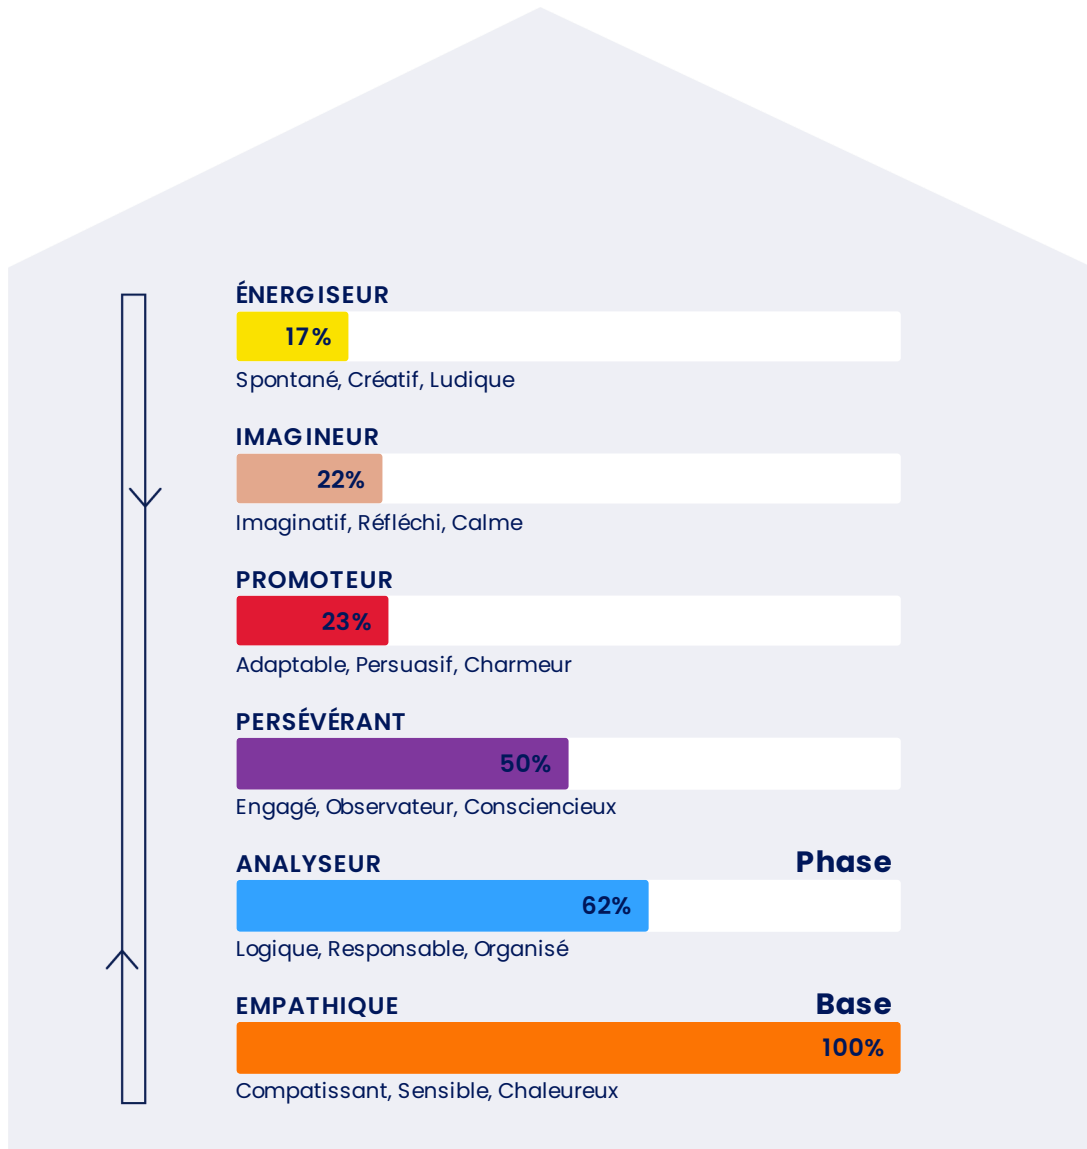 ÉNERGISEUR
17%
Spontané, Créatif, Ludique
IMAGINEUR
22%
Imaginatif, Réfléchi, Calme
PROMOTEUR
23%
Adaptable, Persuasif, Charmeur
PERSÉVÉRANT
50%
Engagé, Observateur, Consciencieux
ANALYSEUR Phase
62%
Logique, Responsable, Organisé
EMPATHIQUE Base
100%
Compatissant, Sensible, Chaleureux